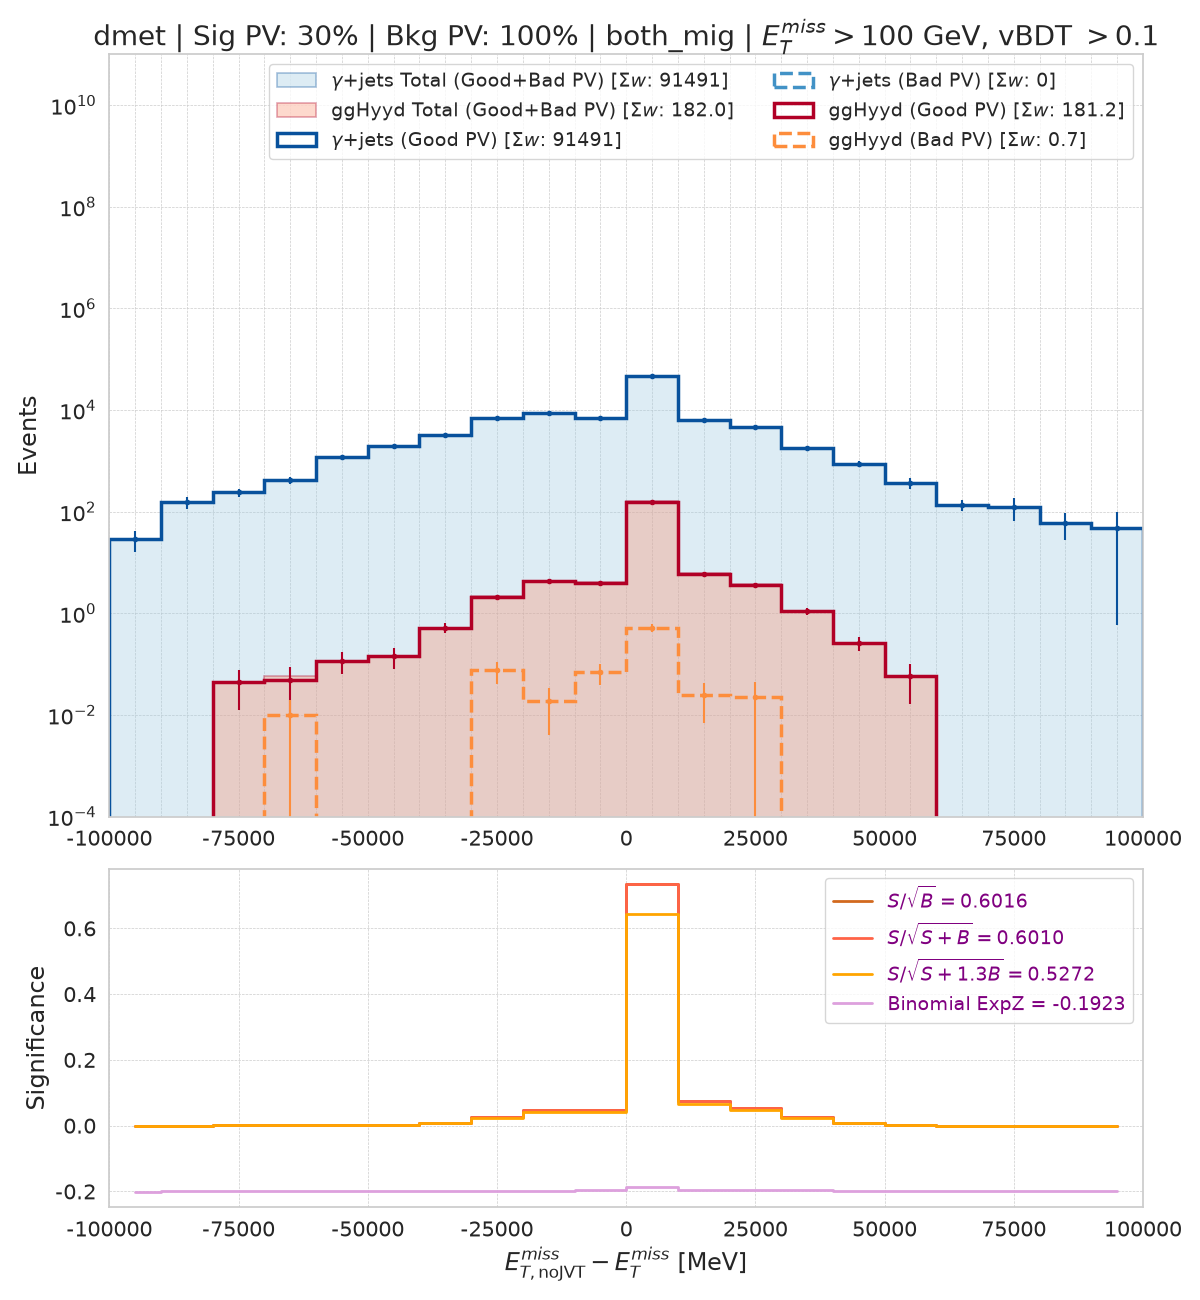 dmet | Sig PV: 30% | Bkg PV: 100% | both_mig | $E_T^{miss} > 100$ GeV, vBDT $> 0.1$
γ+jets Total (Good+Bad PV) [Σw: 91491]
ggHyyd Total (Good+Bad PV) [Σw: 182.0]
γ+jets (Good PV) [Σw: 91491]
γ+jets (Bad PV) [Σw: 0]
ggHyyd (Good PV) [Σw: 181.2]
ggHyyd (Bad PV) [Σw: 0.7]
Events
10^{10}
10^{8}
10^{6}
10^{4}
10^{2}
10^{0}
10^{-2}
10^{-4}
-100000 -75000 -50000 -25000 0 25000 50000 75000 100000
Significance
0.6
0.4
0.2
0.0
-0.2
$S/\sqrt{B} = 0.6016$
$S/\sqrt{S+B} = 0.6010$
$S/\sqrt{S+1.3B} = 0.5272$
Binomial ExpZ = -0.1923
-100000 -75000 -50000 -25000 0 25000 50000 75000 100000
$E_{T,noJVT}^{miss} - E_T^{miss}$ [MeV]